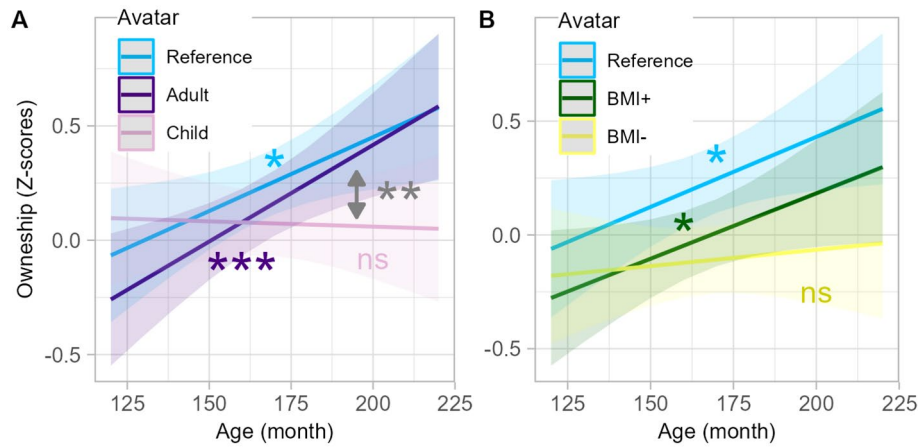 A
Avatar
Reference
Adult
Child
Owneship (Z-scores)
0.5
0.0
-0.5
*
**
***
ns
125
150
175
200
225
Age (month)
B
Avatar
Reference
BMI+
BMI-
0.5
0.0
-0.5
*
*
ns
125
150
175
200
225
Age (month)